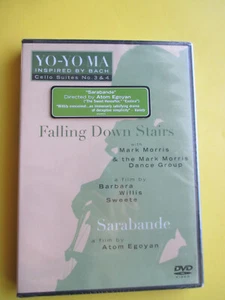 YO-YO MA
INSPIRED BY BACH
Cello Suites No. 3 & 4
"Sarabande"
Directed by Atom Egoyan
Falling Down Stairs
with
Mark Morris
& the Mark Morris
Dance Group
a film by
Barbara
Willis
Sweete
Sarabande
a film by
Atom Egoyan
DVD